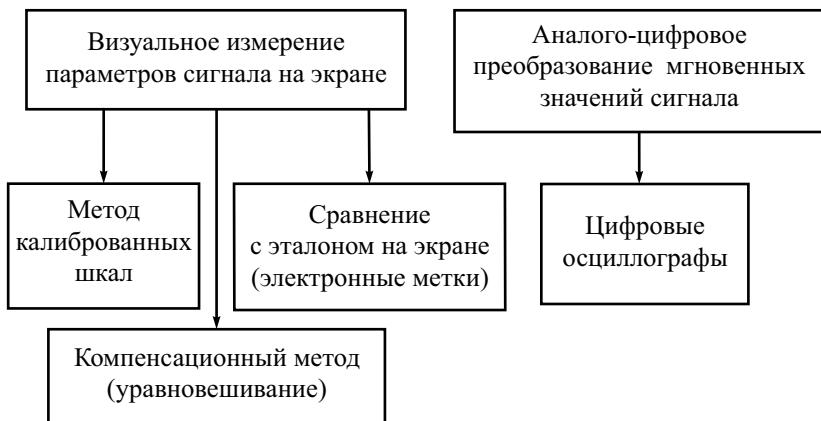 Визуальное измерение
параметров сигнала на экране
Аналого-цифровое
преобразование мгновенных
значений сигнала
Метод
калиброванных
шкал
Сравнение
с эталоном на экране
(электронные метки)
Цифровые
осциллографы
Компенсационный метод
(уравновешивание)